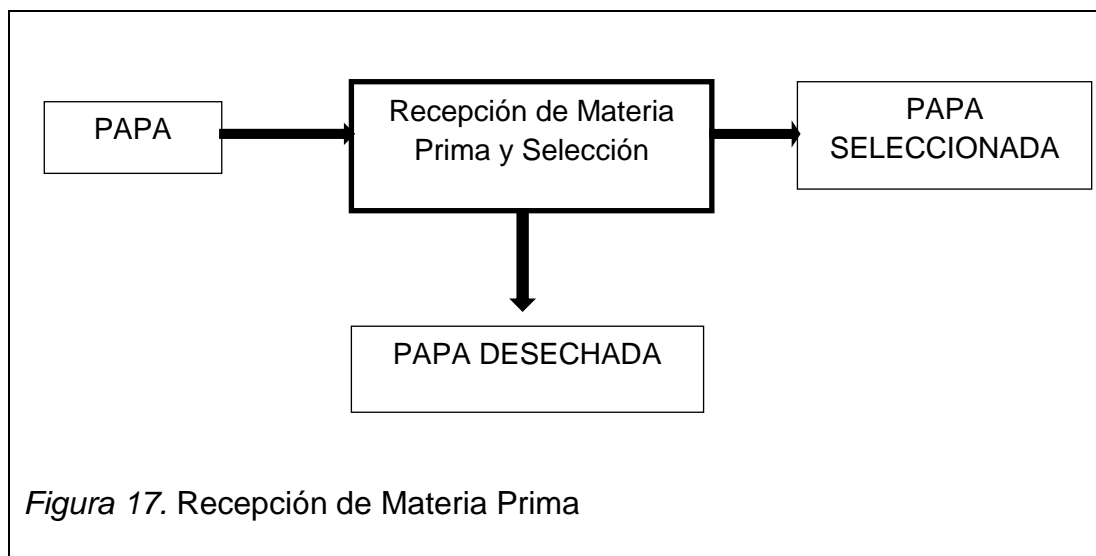 PAPA
Recepción de Materia
Prima y Selección
PAPA
SELECCIONADA
PAPA DESECHADA
Figura 17. Recepción de Materia Prima